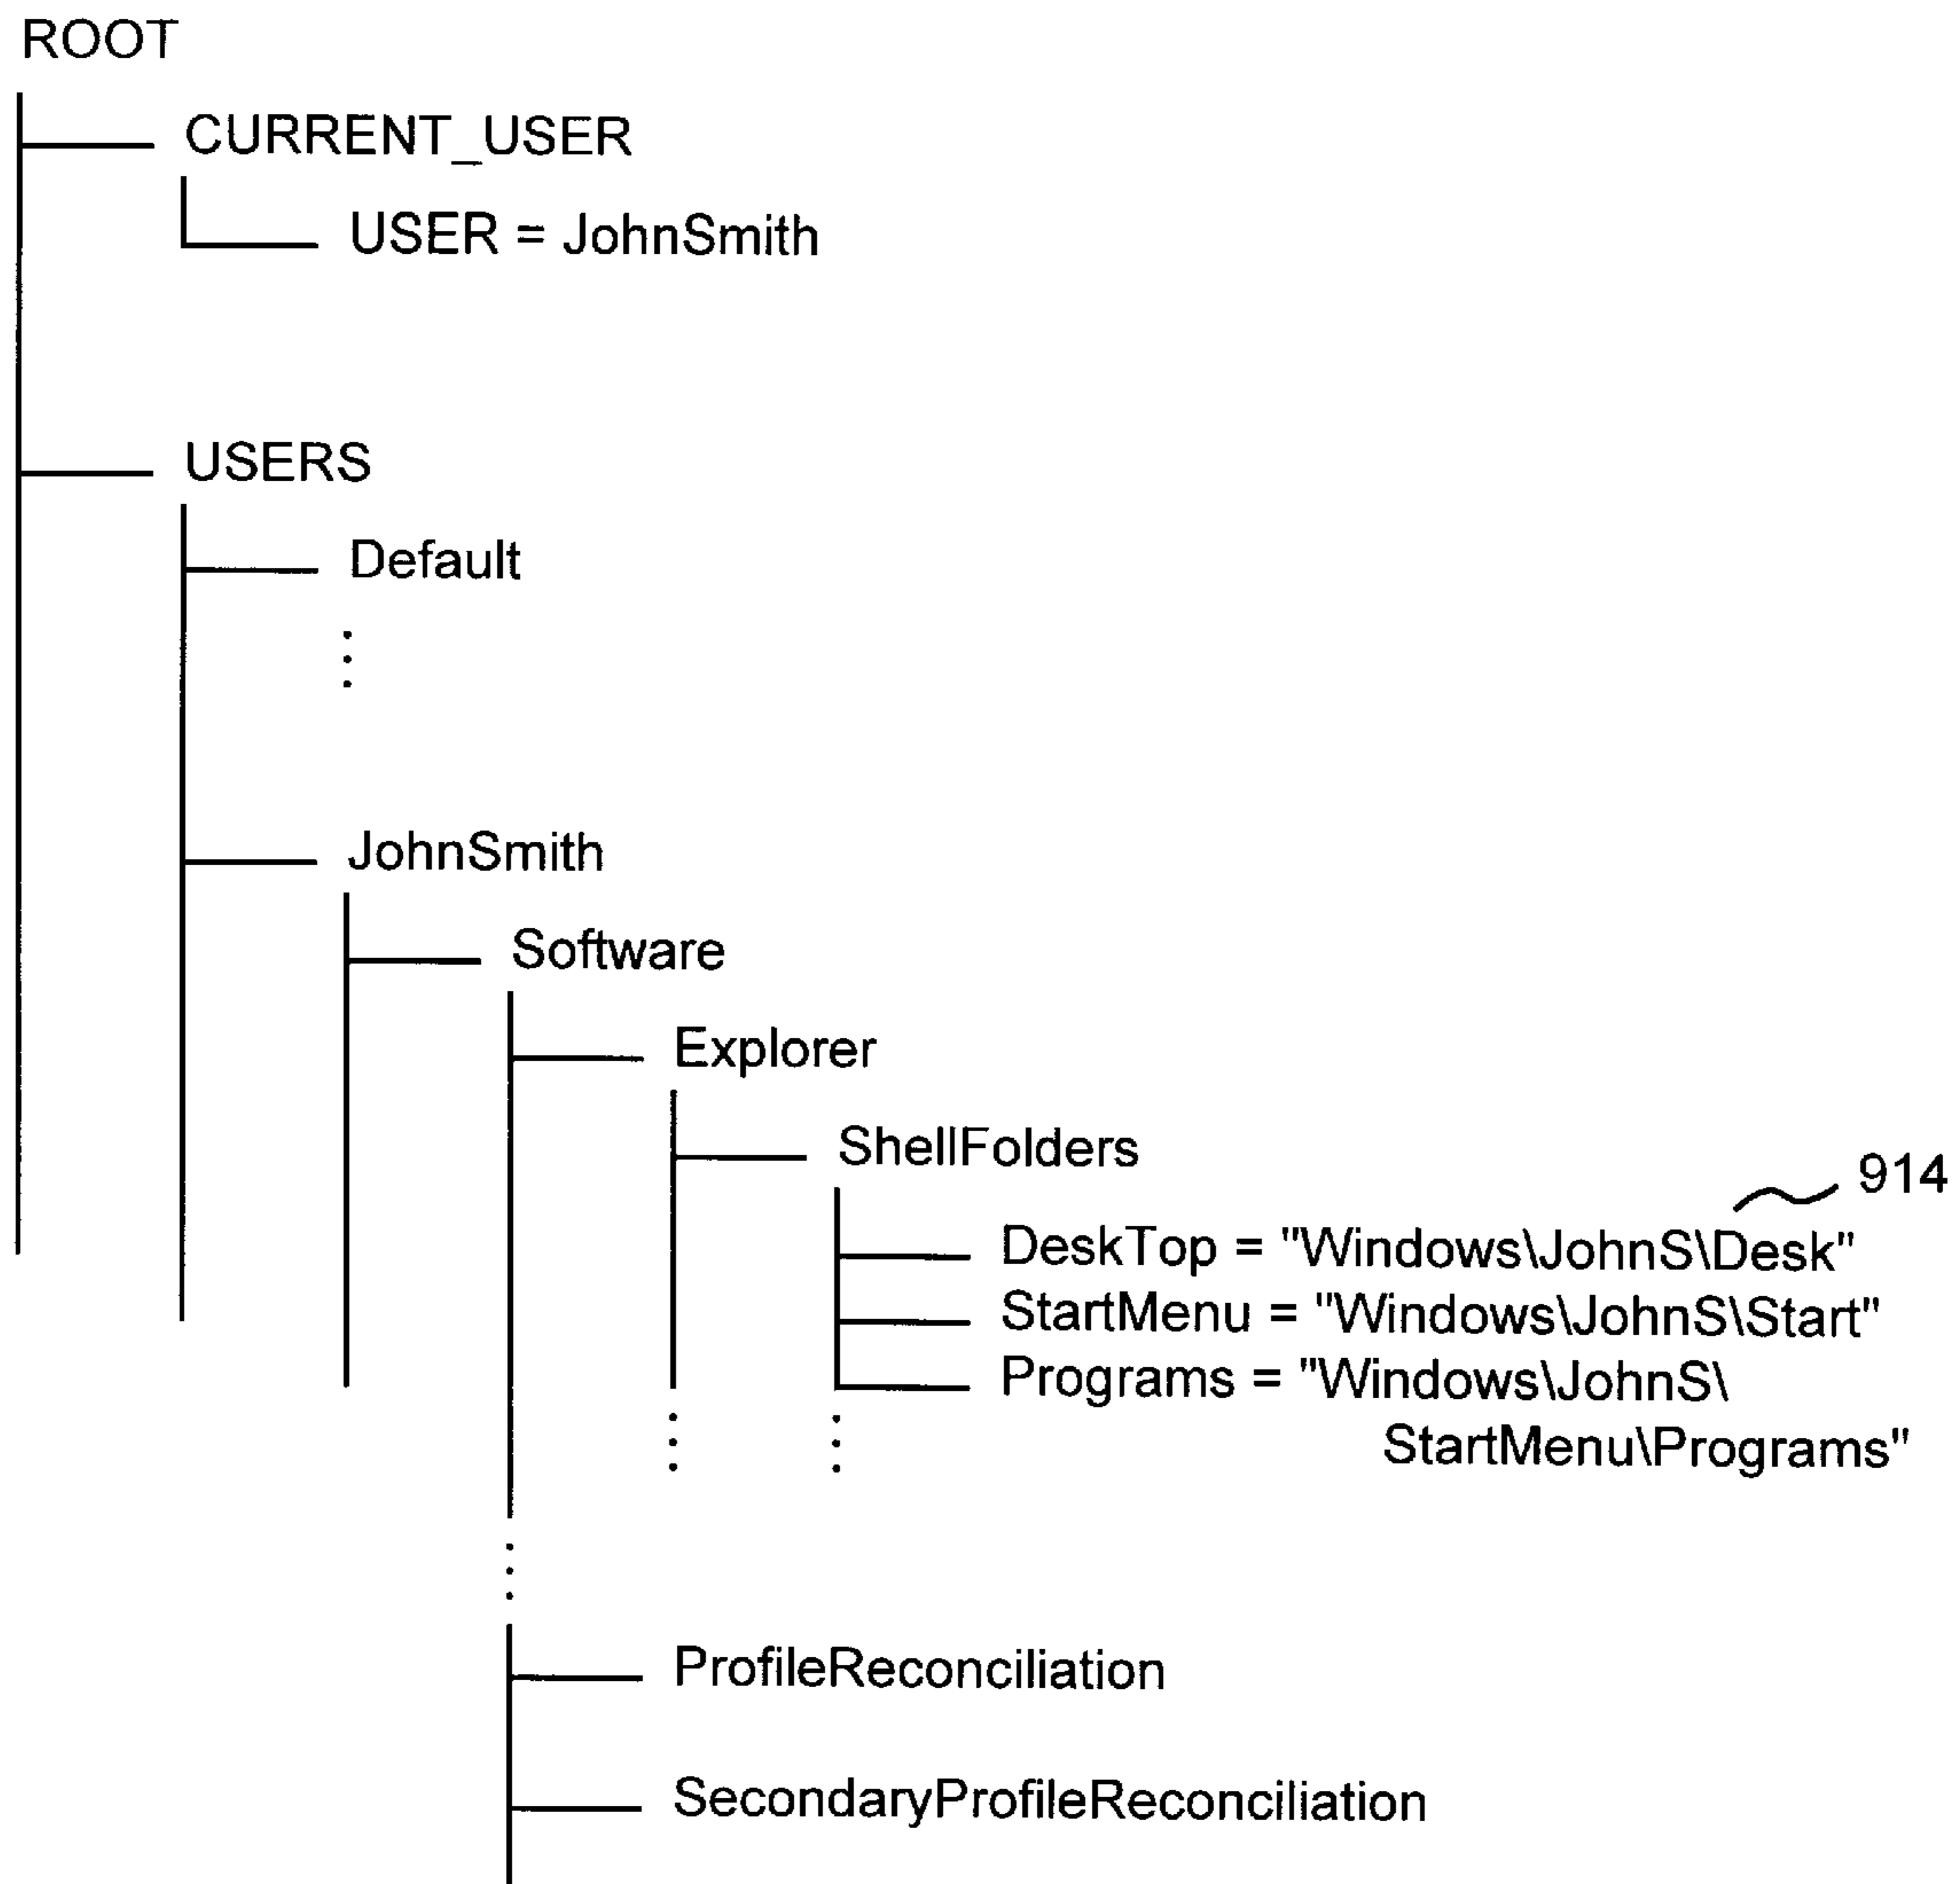 ROOT
CURRENT_USER
USER = JohnSmith
USERS
Default
JohnSmith
Software
Explorer
ShellFolders
914
DeskTop = "Windows\JohnS\Desk"
StartMenu = "Windows\JohnS\Start"
Programs = "Windows\JohnS\
StartMenu\Programs"
ProfileReconciliation
SecondaryProfileReconciliation